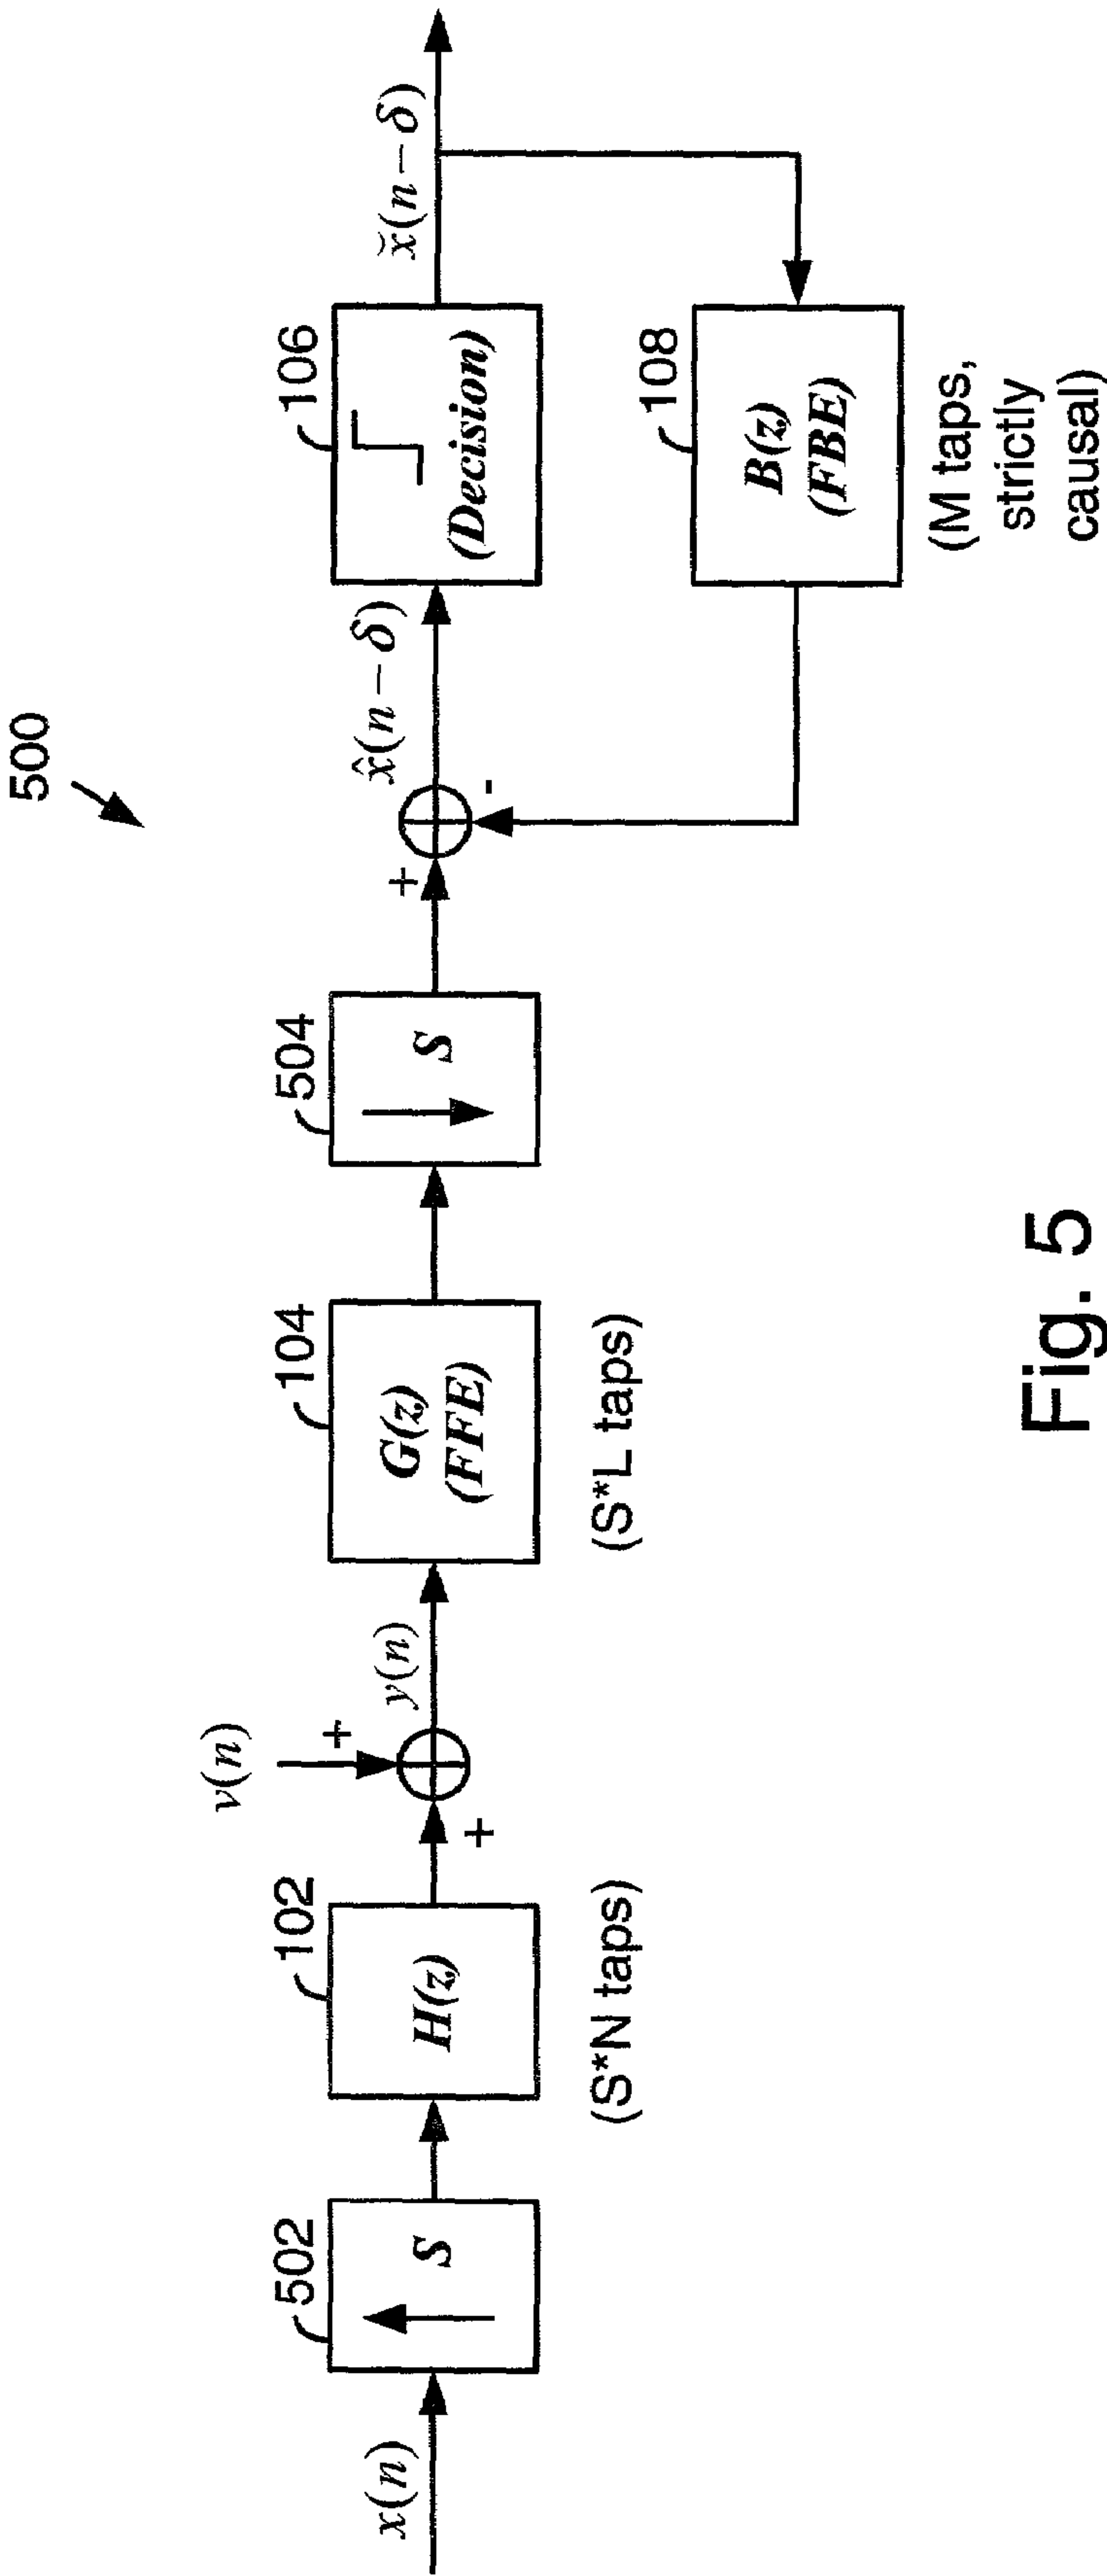 500
x(n)
502
↑ S
102
H(z)
(S*N taps)
v(n)
+
+
y(n)
104
G(z)
(FFE)
(S*L taps)
504
↓ S
+
-
x̂(n − δ)
106
(Decision)
x̆(n − δ)
108
B(z)
(FBE)
(M taps,
strictly
causal)
Fig. 5